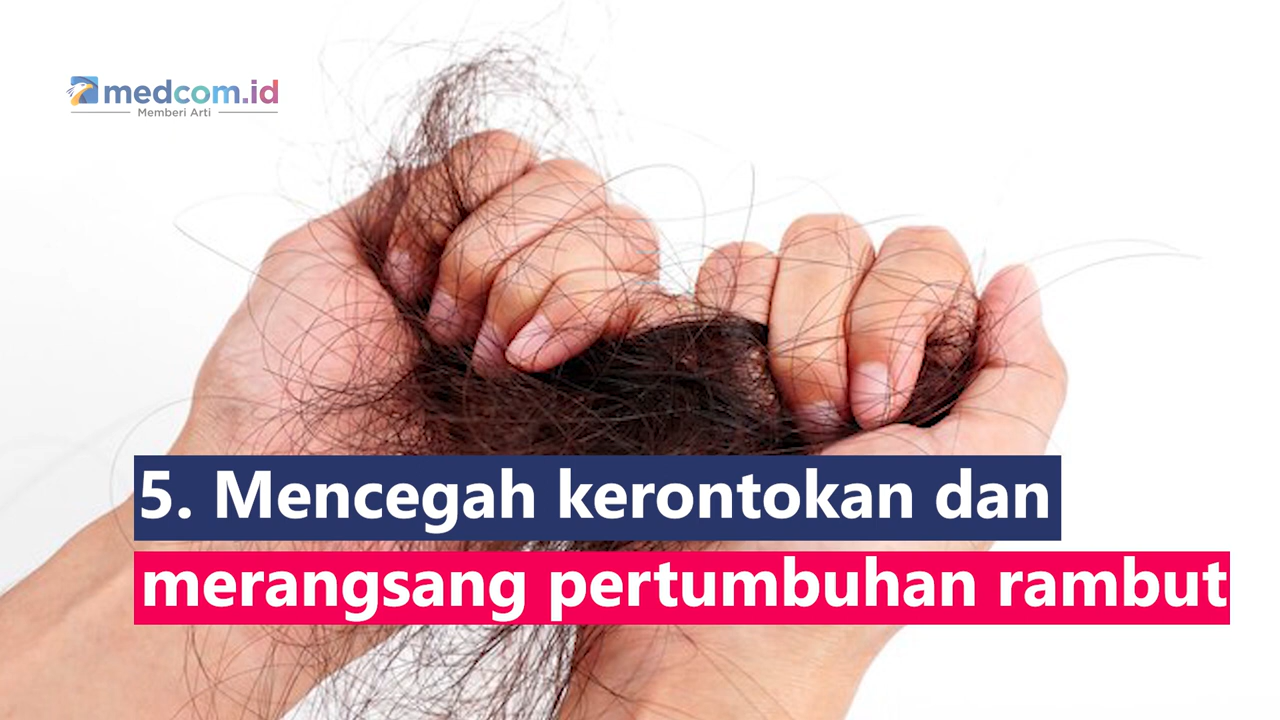 medcom.id
Memberi Arti
5. Mencegah kerontokan dan
merangsang pertumbuhan rambut